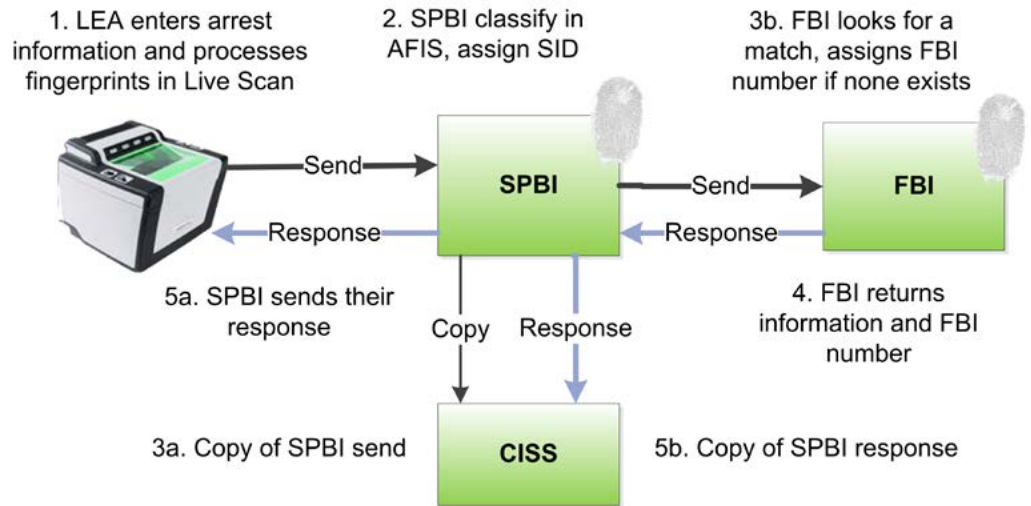 1. LEA enters arrest
information and processes
fingerprints in Live Scan
2. SPBI classify in
AFIS, assign SID
3b. FBI looks for a
match, assigns FBI
number if none exists
Send
SPBI
Send
FBI
Response
Response
5a. SPBI sends their
response
Copy
Response
4. FBI returns
information and FBI
number
3a. Copy of SPBI send
CISS
5b. Copy of SPBI response